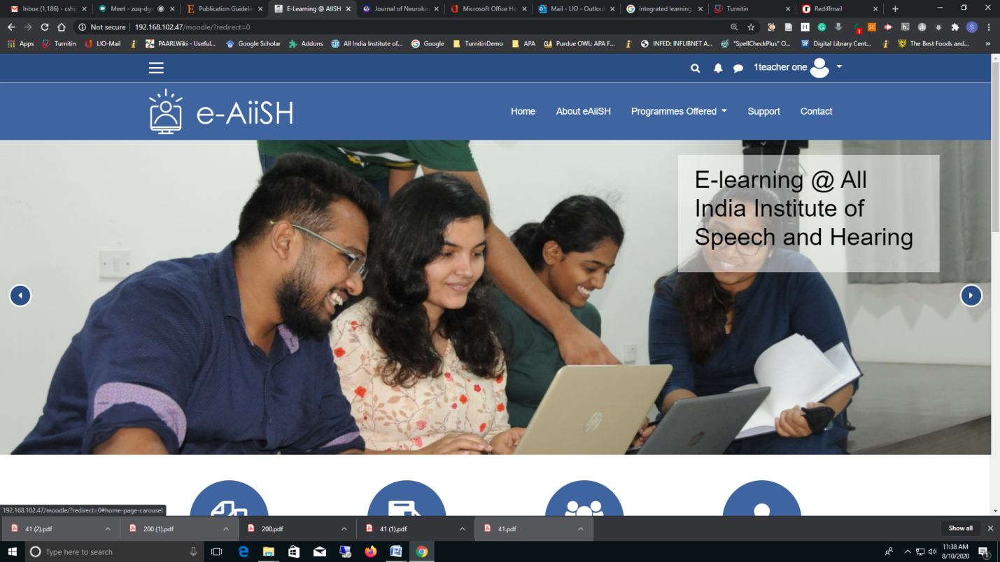 Inbox (1,186) - cshij
Meet - zuq-dgx
Publication Guidelin
E-Learning @ AIISH
Journal of Neurolog
Microsoft Office Ho
Mail - LIO - Outlook
integrated learning
Turnitin
Rediffmail
Not secure
192.168.102.47/moodle/?redirect=0
Apps
Turnitin
LIO-Mail
PAARLWiki - Useful...
Google Scholar
Addons
All India Institute of...
Google
TurnitinDemo
APA
Purdue OWL: APA F...
INFED: INFLIBNET A...
"SpellCheckPlus" O...
Digital Library Cent...
The Best Foods and...
1teacher one
e-AiiSH
Home
About eAiiSH
Programmes Offered
Support
Contact
E-learning @ All
India Institute of
Speech and Hearing
192.168.102.47/moodle/?redirect=0#home-page-carousel
41 (2).pdf
200 (1).pdf
200.pdf
41 (1).pdf
41.pdf
Show all
Type here to search
11:38 AM
8/10/2020